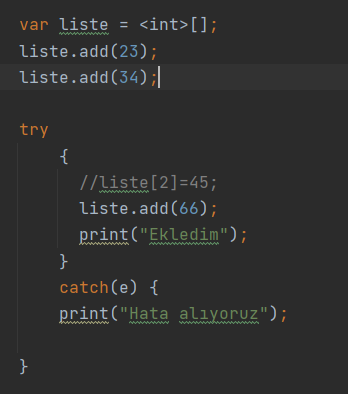 var liste = <int>[];
liste.add(23);
liste.add(34);
try
{
//liste[2]=45;
liste.add(66);
print("Ekledim");
}
catch(e) {
print("Hata alıyoruz");
}